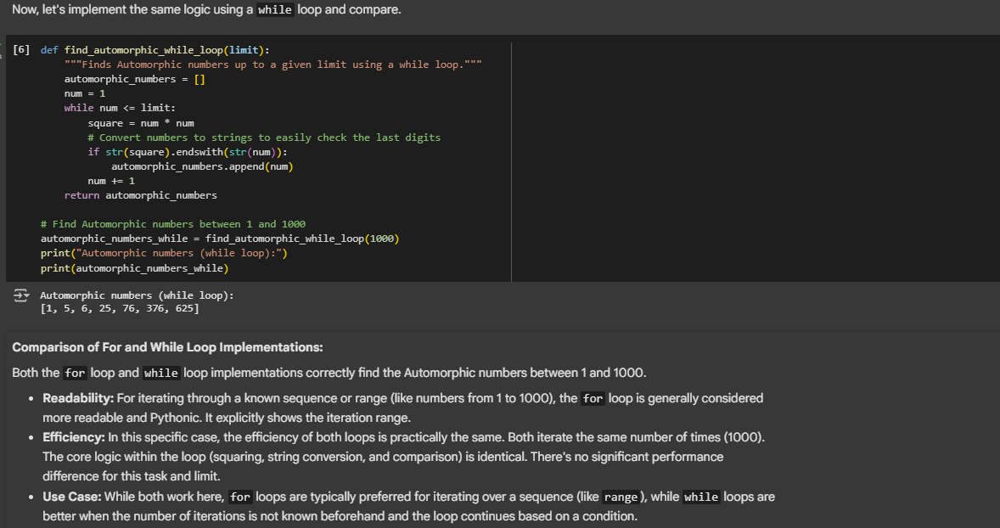 Now, let's implement the same logic using a while loop and compare.
[6] def find_automorphic_while_loop(limit):
"""Finds Automorphic numbers up to a given limit using a while loop."""
automorphic_numbers = []
num = 1
while num <= limit:
square = num * num
# Convert numbers to strings to easily check the last digits
if str(square).endswith(str(num)):
automorphic_numbers.append(num)
num += 1
return automorphic_numbers
# Find Automorphic numbers between 1 and 1000
automorphic_numbers_while = find_automorphic_while_loop(1000)
print("Automorphic numbers (while loop):")
print(automorphic_numbers_while)
Automorphic numbers (while loop):
[1, 5, 6, 25, 76, 376, 625]
Comparison of For and While Loop Implementations:
Both the for loop and while loop implementations correctly find the Automorphic numbers between 1 and 1000.
• Readability: For iterating through a known sequence or range (like numbers from 1 to 1000), the for loop is generally considered
more readable and Pythonic. It explicitly shows the iteration range.
• Efficiency: In this specific case, the efficiency of both loops is practically the same. Both iterate the same number of times (1000).
The core logic within the loop (squaring, string conversion, and comparison) is identical. There's no significant performance
difference for this task and limit.
• Use Case: While both work here, for loops are typically preferred for iterating over a sequence (like range), while while loops are
better when the number of iterations is not known beforehand and the loop continues based on a condition.